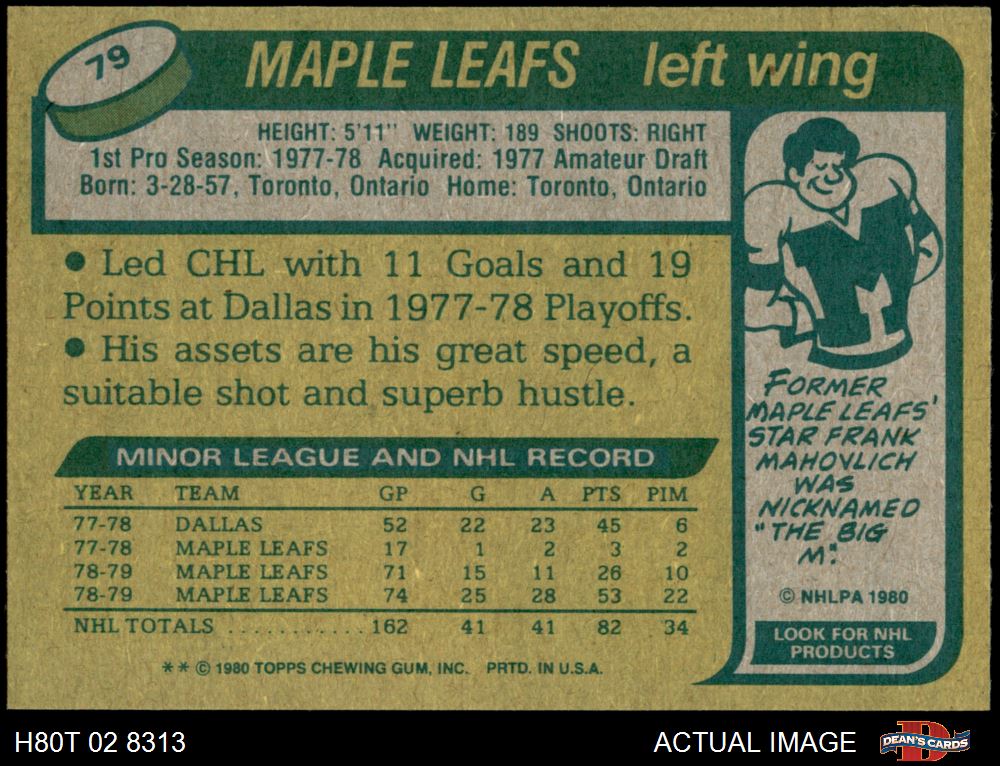 79
MAPLE LEAFS left wing
HEIGHT: 5'11" WEIGHT: 189 SHOOTS: RIGHT
1st Pro Season: 1977-78 Acquired: 1977 Amateur Draft
Born: 3-28-57, Toronto, Ontario Home: Toronto, Ontario
• Led CHL with 11 Goals and 19
Points at Dallas in 1977-78 Playoffs.
• His assets are his great speed, a
suitable shot and superb hustle.
MINOR LEAGUE AND NHL RECORD
YEAR TEAM GP G A PTS PIM
77-78 DALLAS 52 22 23 45 6
77-78 MAPLE LEAFS 17 1 2 3 2
78-79 MAPLE LEAFS 71 15 11 26 10
78-79 MAPLE LEAFS 74 25 28 53 22
NHL TOTALS ........... 162 41 41 82 34
** © 1980 TOPPS CHEWING GUM, INC. PRTD. IN U.S.A.
M
FORMER
MAPLE LEAFS'
STAR FRANK
MAHOVLICH
WAS
NICKNAMED
"THE BIG
M."
© NHLPA 1980
LOOK FOR NHL
PRODUCTS
H80T 02 8313
ACTUAL IMAGE
D
DEAN'S CARDS